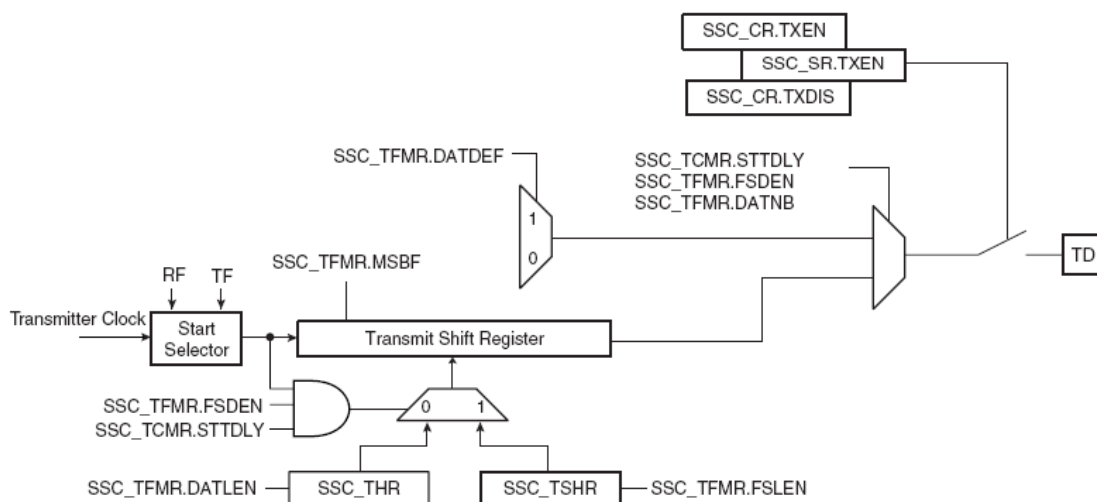 SSC_CR.TXEN
SSC_SR.TXEN
SSC_CR.TXDIS
SSC_TFMR.DATDEF
SSC_TCMR.STTDLY
SSC_TFMR.FSDEN
SSC_TFMR.DATNB
1
0
SSC_TFMR.MSBF
RF TF
TD
Transmitter Clock
Start
Selector
Transmit Shift Register
SSC_TFMR.FSDEN
SSC_TCMR.STTDLY
0 1
SSC_TFMR.DATLEN SSC_THR SSC_TSHR SSC_TFMR.FSLEN